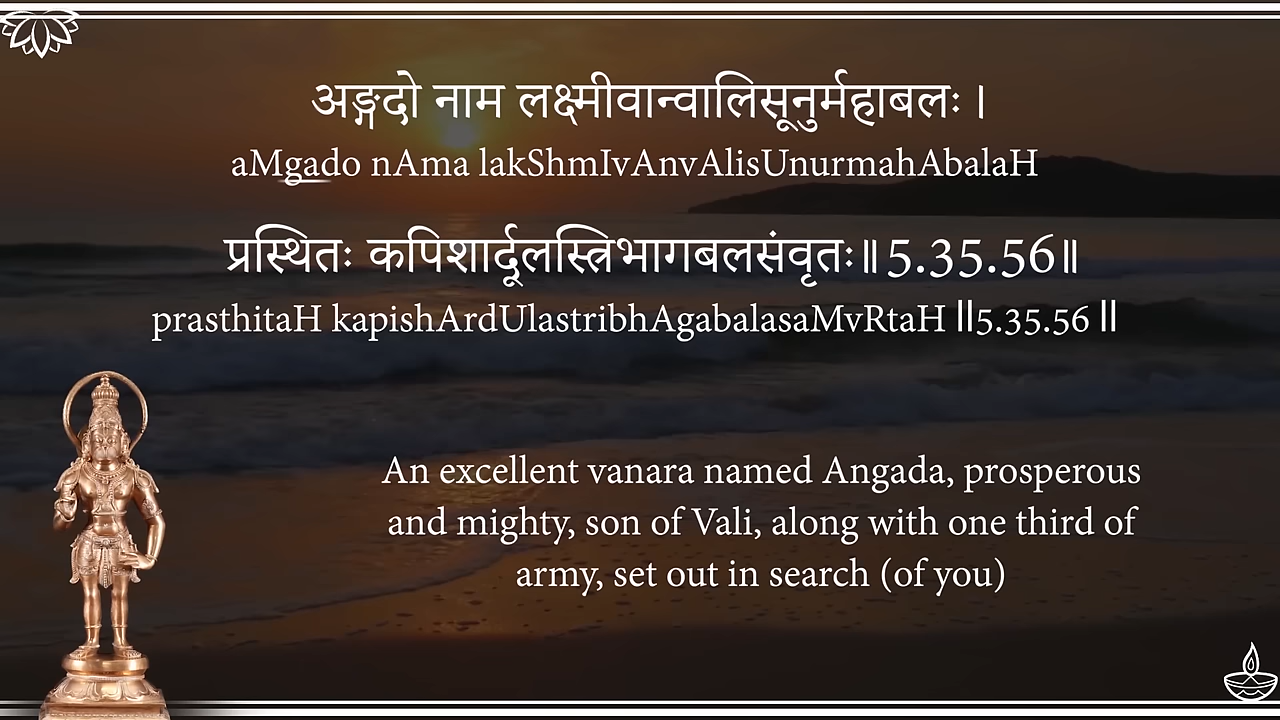 अङ्गदो नाम लक्ष्मीवान्वालिसूनुर्महाबलः ।
aMgado nAma lakShmIvAnvAlisUnurmahAbalaH
प्रस्थितः कपिशार्दूलस्त्रिभागबलसंवृतः॥5.35.56॥
prasthitaH kapishArdUlastribhAgabalasaMvRtaH ||5.35.56 ||
An excellent vanara named Angada, prosperous
and mighty, son of Vali, along with one third of
army, set out in search (of you)